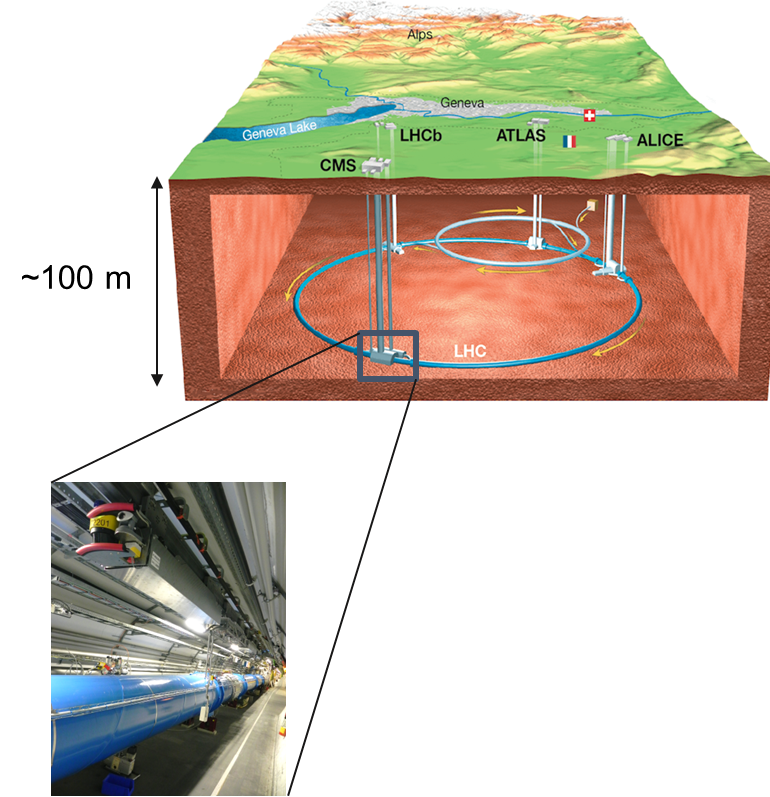 Alps
Geneva
Geneva Lake
LHCb
ATLAS
ALICE
CMS
~100 m
LHC